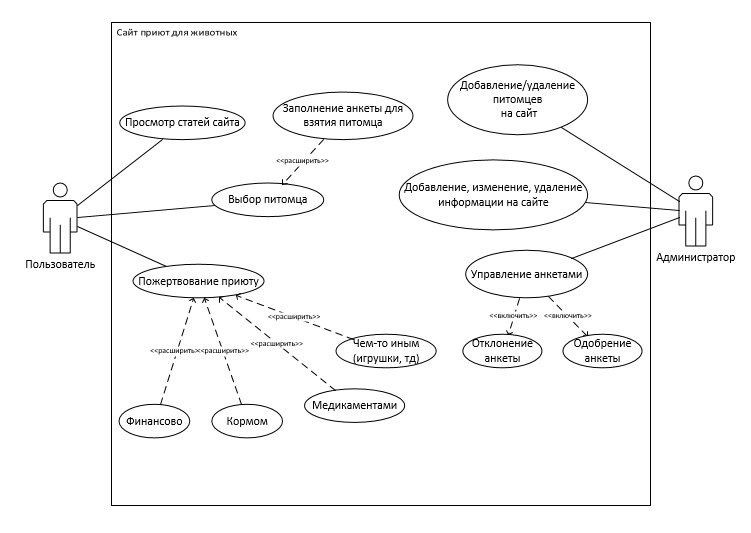 Сайт приют для животных
Добавление/удаление
питомцев
на сайт
Просмотр статей сайта
Заполнение анкеты для
взятия питомца
<<расширить>>
Выбор питомца
Добавление, изменение, удаление
информации на сайте
Пользователь
Администратор
Пожертвование приюту
Управление анкетами
<<расширить>>
<<включить>>
<<включить>>
<<расширить>>
<<расширить>>
<<расширить>>
Чем-то иным
(игрушки, тд)
Отклонение
анкеты
Одобрение
анкеты
Медикаментами
Финансово
Кормом